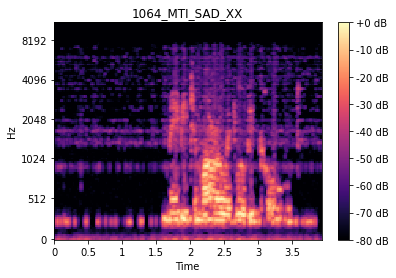 1064_MTI_SAD_XX
Hz
8192
4096
2048
1024
512
0
0
0.5
1
1.5
2
2.5
3
3.5
Time
+0 dB
-10 dB
-20 dB
-30 dB
-40 dB
-50 dB
-60 dB
-70 dB
-80 dB